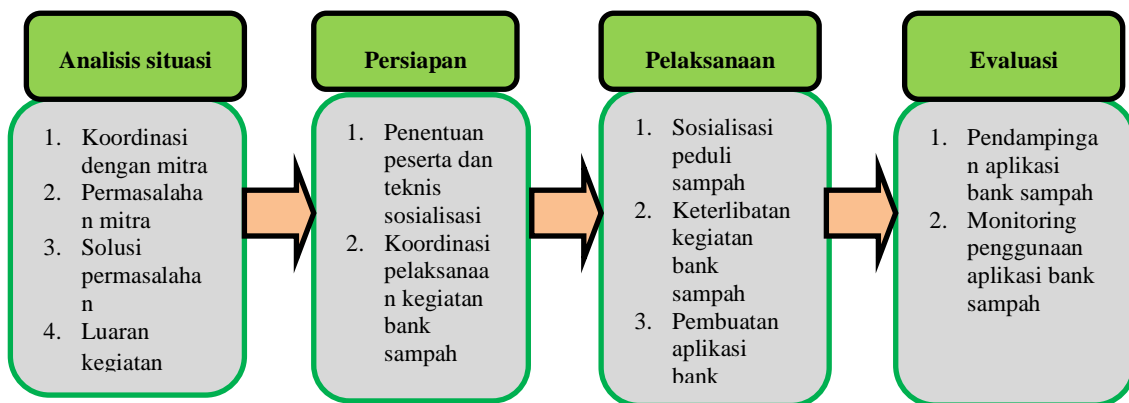 Analisis situasi
1. Koordinasi
dengan mitra
2. Permasalaha
n mitra
3. Solusi
permasalaha
n
4. Luaran
kegiatan
Persiapan
1. Penentuan
peserta dan
teknis
sosialisasi
2. Koordinasi
pelaksanaa
n kegiatan
bank
sampah
Pelaksanaan
1. Sosialisasi
peduli
sampah
2. Keterlibatan
kegiatan
bank
sampah
3. Pembuatan
aplikasi
bank
Evaluasi
1. Pendampinga
n aplikasi
bank sampah
2. Monitoring
penggunaan
aplikasi bank
sampah